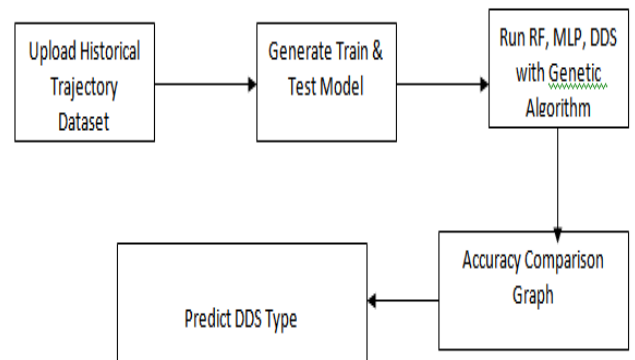 Upload Historical
Trajectory
Dataset
Generate Train &
Test Model
Run RF, MLP, DDS
with Genetic
Algorithm
Accuracy Comparison
Graph
Predict DDS Type